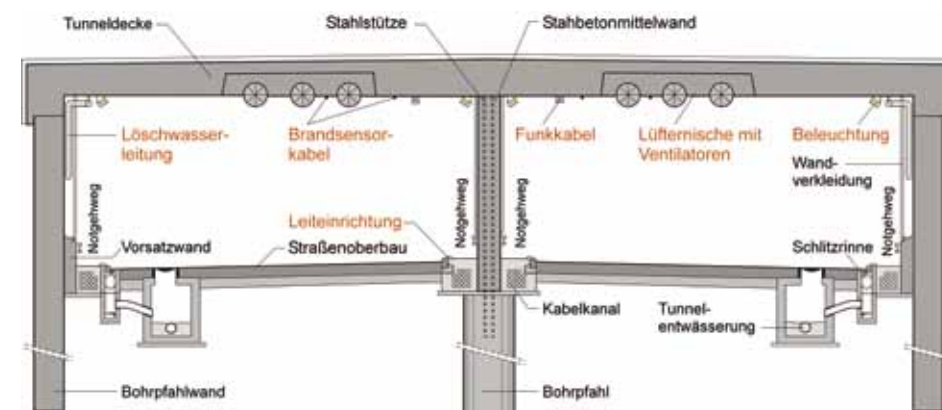 Tunneldecke
Stahlstütze
Stahbetonmittelwand
Löschwasser-
leitung
Brandsensor-
kabel
Funkkabel
Lüfternische mit
Ventilatoren
Beleuchtung
Wand-
verkleidung
Notgehweg
Notgehweg
Notgehweg
Notgehweg
Leiteinrichtung
Vorsatzwand
Straßenoberbau
Schlitzrinne
Kabelkanal
Tunnel-
entwässerung
Bohrpfahlwand
Bohrpfahl